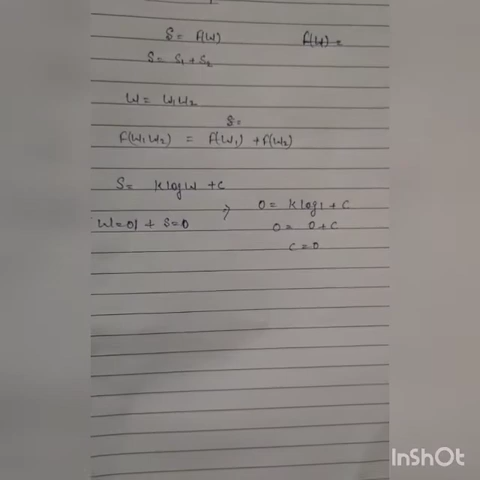 S = f(W) f(W) =
S = S₁ + S₂
W = W₁W₂
S =
f(W₁W₂) = f(W₁) + f(W₂)
S = K log W + C
W=01 + S=0 ⇒ 0 = K log 1 + C
0 = 0 + C
C = 0
InShOt